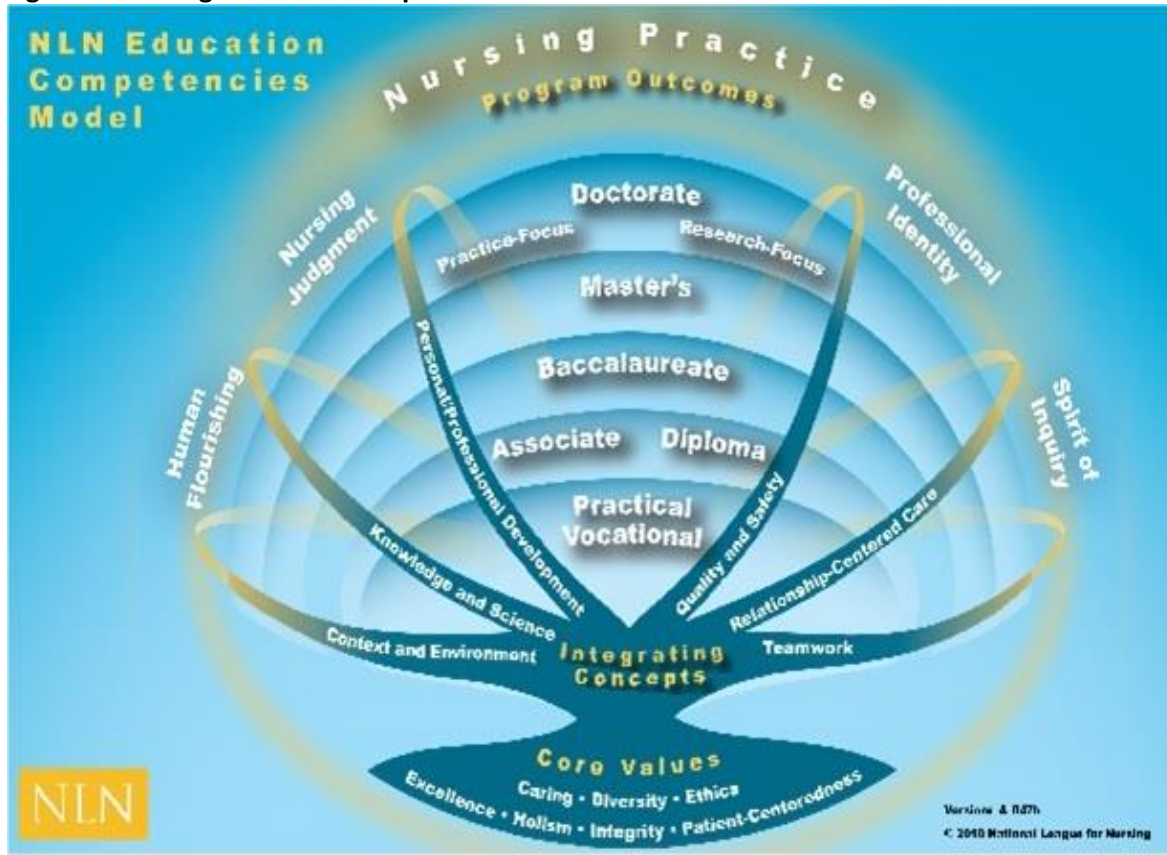 NLN Education
Competencies
Model
Nursing Practice
Program Outcomes
Nursing
Judgment
Professional
Identity
Human
Flourishing
Spirit of
Inquiry
Doctorate
Practice-Focus
Research-Focus
Master's
Baccalaureate
Associate
Diploma
Practical
Vocational
Personal/Professional Development
Knowledge and Science
Context and Environment
Quality and Safety
Relationship-Centered Care
Teamwork
Integrating
Concepts
Core Values
Caring • Diversity • Ethics
Excellence • Holism • Integrity • Patient-Centeredness
NLN
© 2010 National League for Nursing